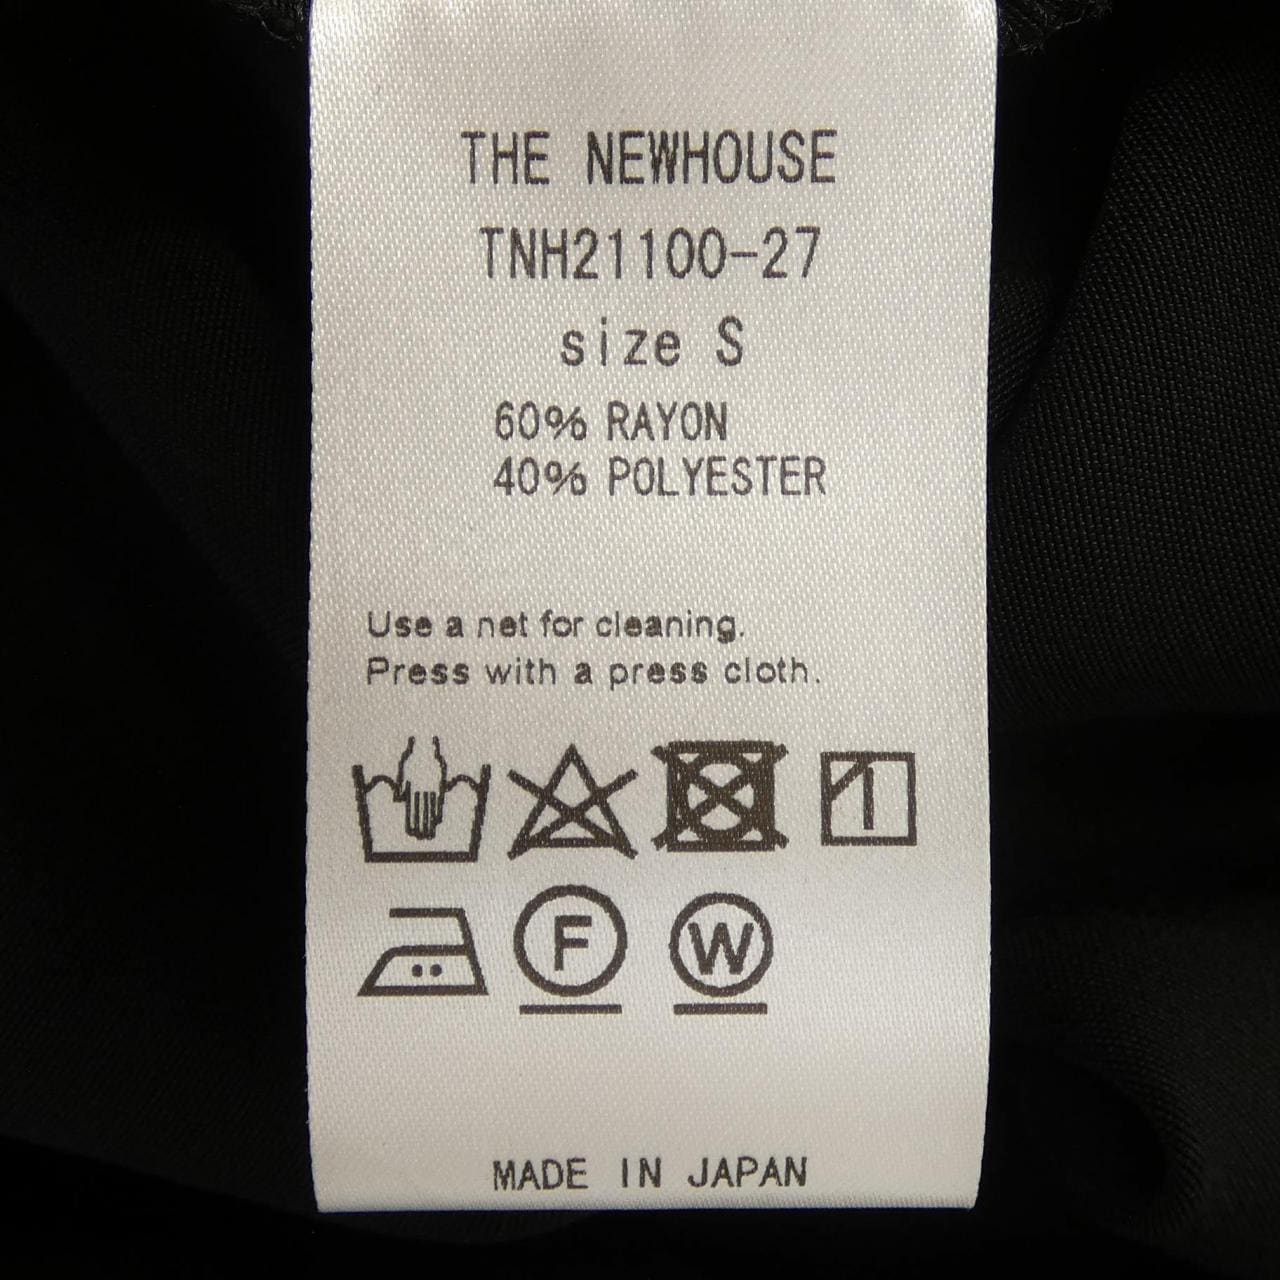 THE NEWHOUSE
TNH21100-27
size S
60% RAYON
40% POLYESTER
Use a net for cleaning.
Press with a press cloth.
F W
MADE IN JAPAN